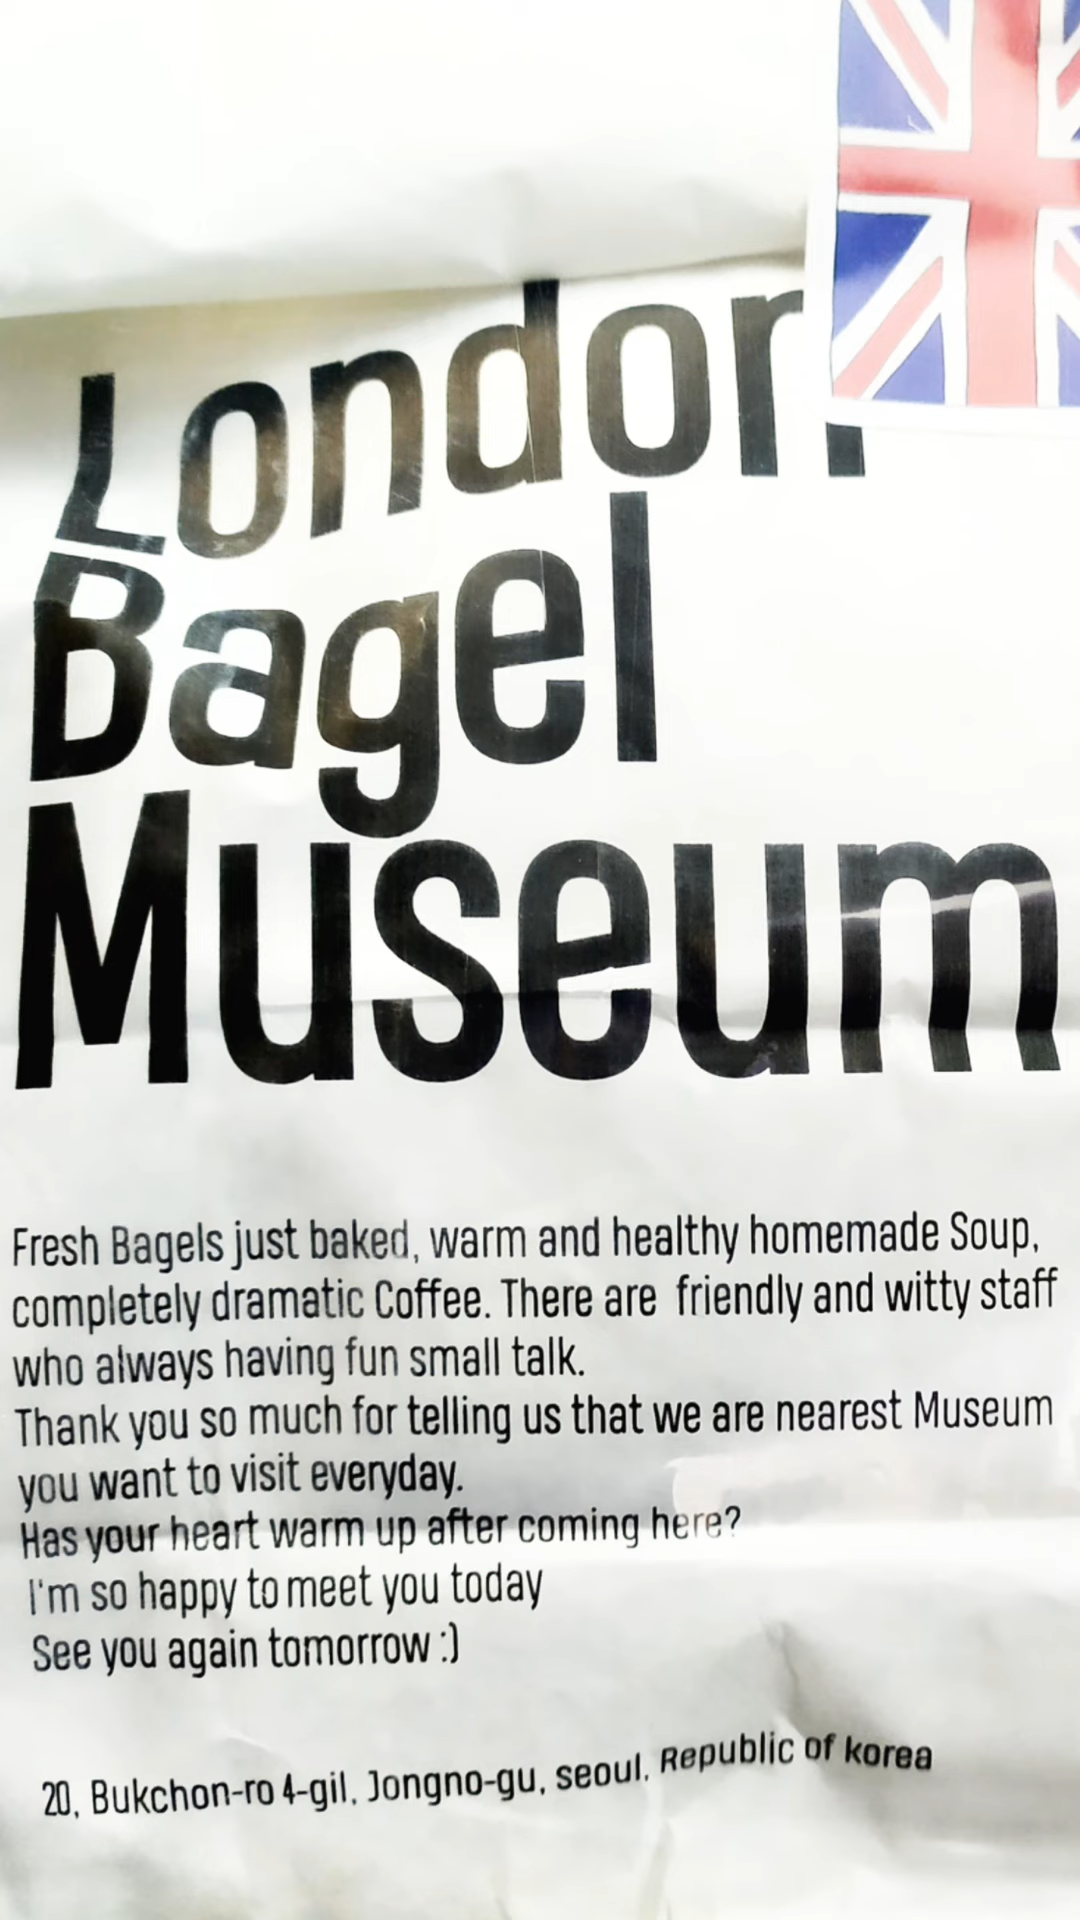 London
Bagel
Museum
Fresh Bagels just baked, warm and healthy homemade Soup,
completely dramatic Coffee. There are friendly and witty staff
who always having fun small talk.
Thank you so much for telling us that we are nearest Museum
you want to visit everyday.
Has your heart warm up after coming here?
I'm so happy to meet you today
See you again tomorrow :)
20, Bukchon-ro 4-gil, Jongno-gu, seoul, Republic of korea